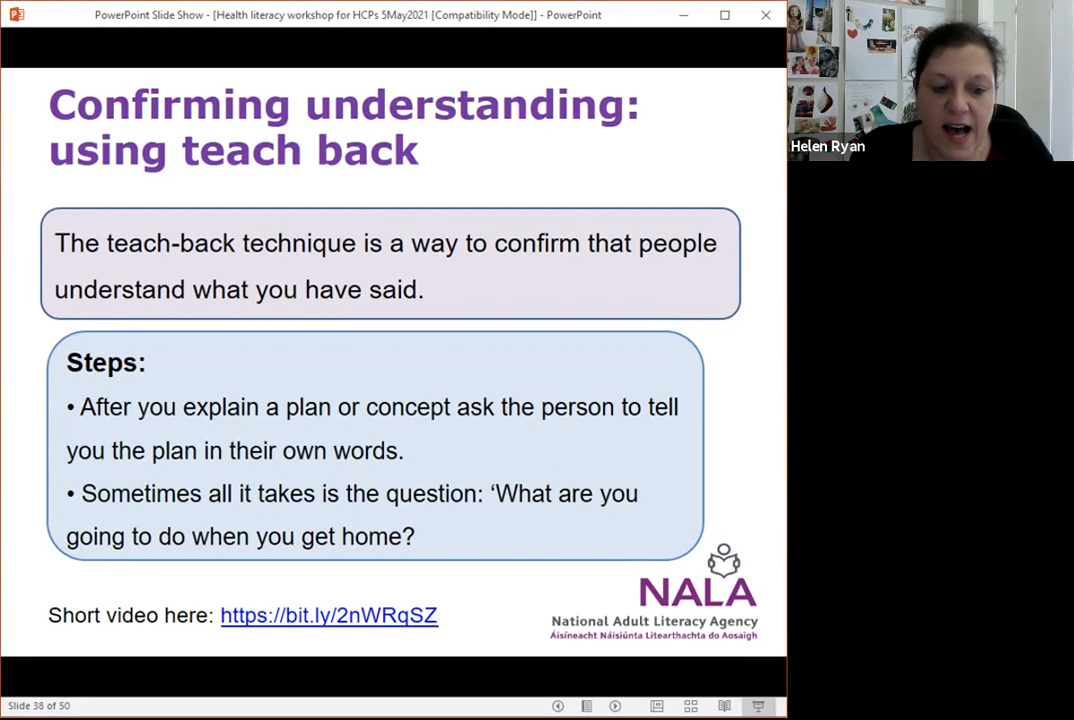 PowerPoint Slide Show - [Health literacy workshop for HCPs 5May2021 [Compatibility Mode]] - PowerPoint
Helen Ryan
Confirming understanding:
using teach back
The teach-back technique is a way to confirm that people
understand what you have said.
Steps:
• After you explain a plan or concept ask the person to tell
you the plan in their own words.
• Sometimes all it takes is the question: ‘What are you
going to do when you get home?
Short video here: https://bit.ly/2nWRqSZ
NALA
National Adult Literacy Agency
Áisíneacht Náisiúnta Litearthachta do Aosaigh
Slide 38 of 50